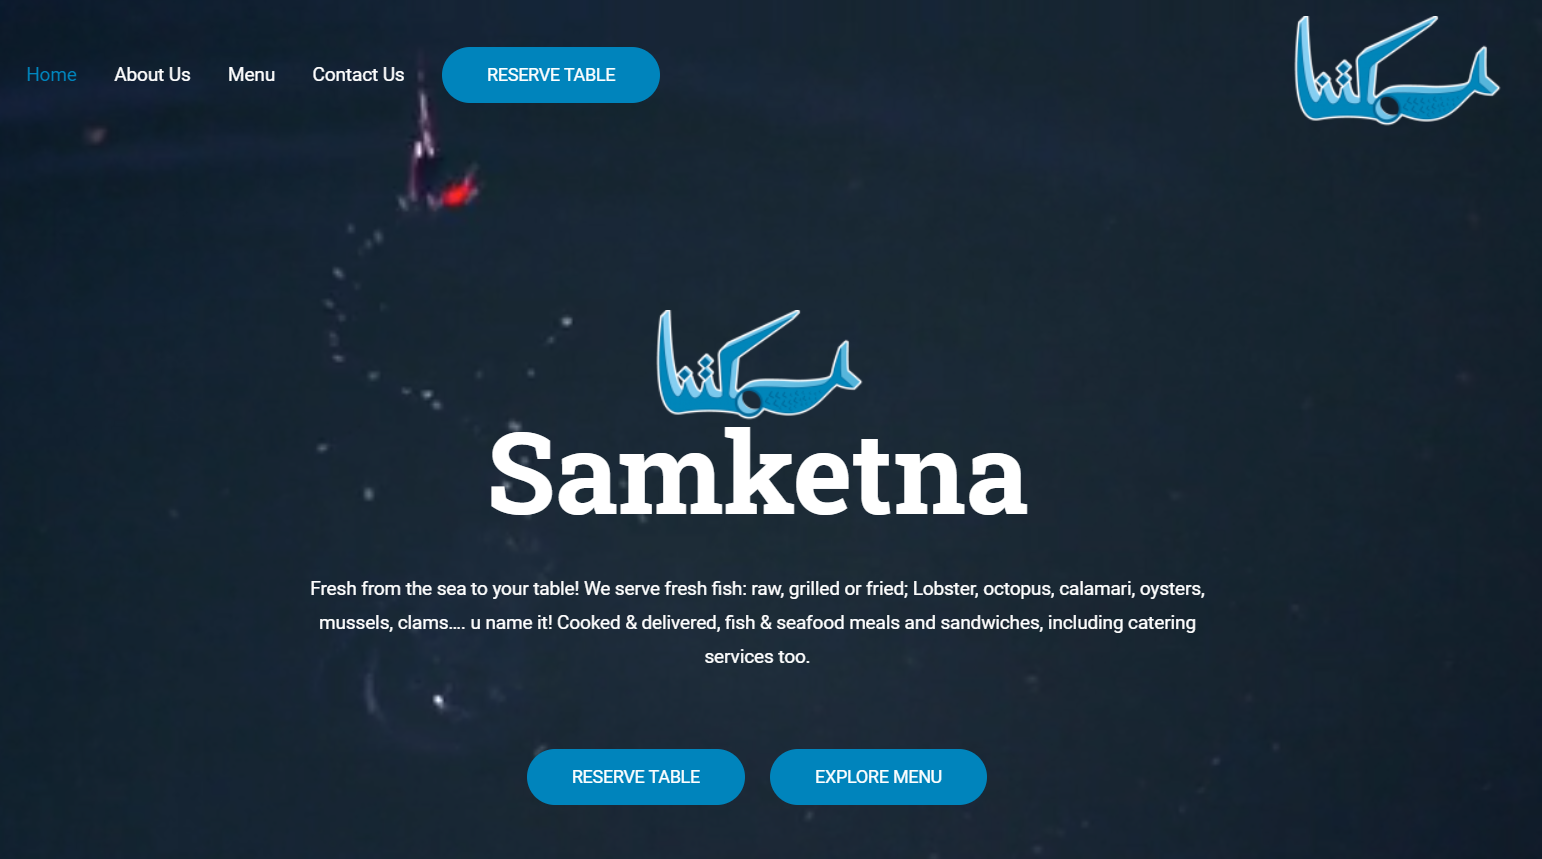 Home About Us Menu Contact Us RESERVE TABLE
سمكتنا
سمكتنا
Samketna
Fresh from the sea to your table! We serve fresh fish: raw, grilled or fried; Lobster, octopus, calamari, oysters,
mussels, clams.... u name it! Cooked & delivered, fish & seafood meals and sandwiches, including catering
services too.
RESERVE TABLE EXPLORE MENU